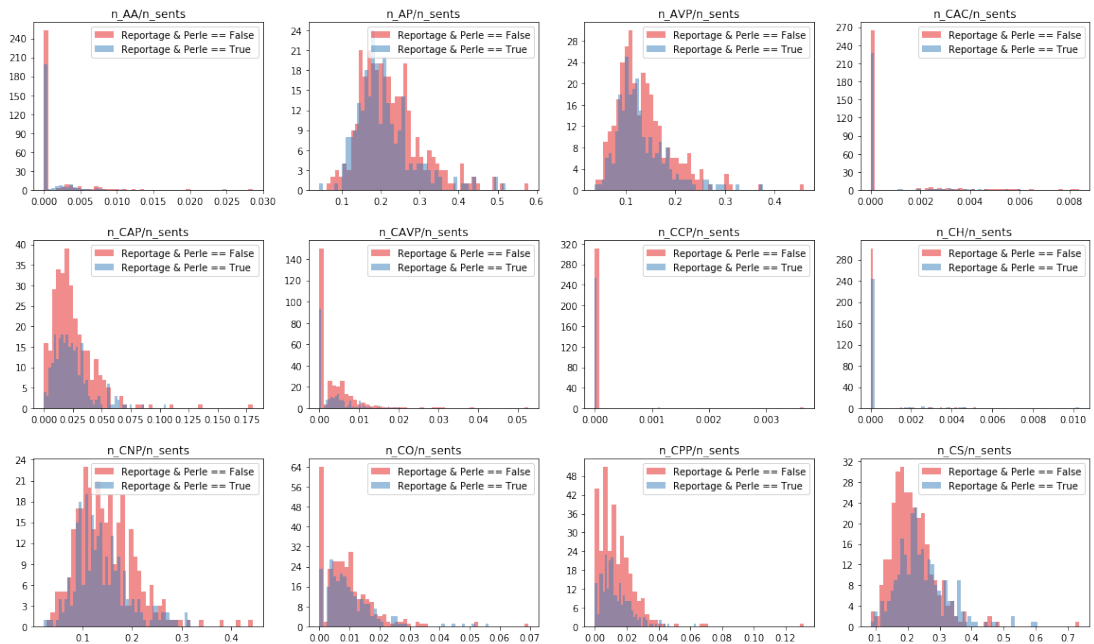 n_AA/n_sents
Reportage & Perle == False
Reportage & Perle == True
240
210
180
150
120
90
60
30
0
0.000 0.005 0.010 0.015 0.020 0.025 0.030
n_AP/n_sents
Reportage & Perle == False
Reportage & Perle == True
24
21
18
15
12
9
6
3
0
0.1 0.2 0.3 0.4 0.5 0.6
n_AVP/n_sents
Reportage & Perle == False
Reportage & Perle == True
28
24
20
16
12
8
4
0
0.1 0.2 0.3 0.4
n_CAC/n_sents
Reportage & Perle == False
Reportage & Perle == True
270
240
210
180
150
120
90
60
30
0
0.000 0.002 0.004 0.006 0.008
n_CAP/n_sents
Reportage & Perle == False
Reportage & Perle == True
40
35
30
25
20
15
10
5
0
0.000 0.025 0.050 0.075 0.100 0.125 0.150 0.175
n_CAVP/n_sents
Reportage & Perle == False
Reportage & Perle == True
140
120
100
80
60
40
20
0
0.00 0.01 0.02 0.03 0.04 0.05
n_CCP/n_sents
Reportage & Perle == False
Reportage & Perle == True
320
280
240
200
160
120
80
40
0
0.000 0.001 0.002 0.003
n_CH/n_sents
Reportage & Perle == False
Reportage & Perle == True
280
240
200
160
120
80
40
0
0.000 0.002 0.004 0.006 0.008 0.010
n_CNP/n_sents
Reportage & Perle == False
Reportage & Perle == True
24
21
18
15
12
9
6
3
0
0.1 0.2 0.3 0.4
n_CO/n_sents
Reportage & Perle == False
Reportage & Perle == True
64
56
48
40
32
24
16
8
0
0.00 0.01 0.02 0.03 0.04 0.05 0.06 0.07
n_CPP/n_sents
Reportage & Perle == False
Reportage & Perle == True
48
42
36
30
24
18
12
6
0
0.00 0.02 0.04 0.06 0.08 0.10 0.12
n_CS/n_sents
Reportage & Perle == False
Reportage & Perle == True
32
28
24
20
16
12
8
4
0
0.1 0.2 0.3 0.4 0.5 0.6 0.7